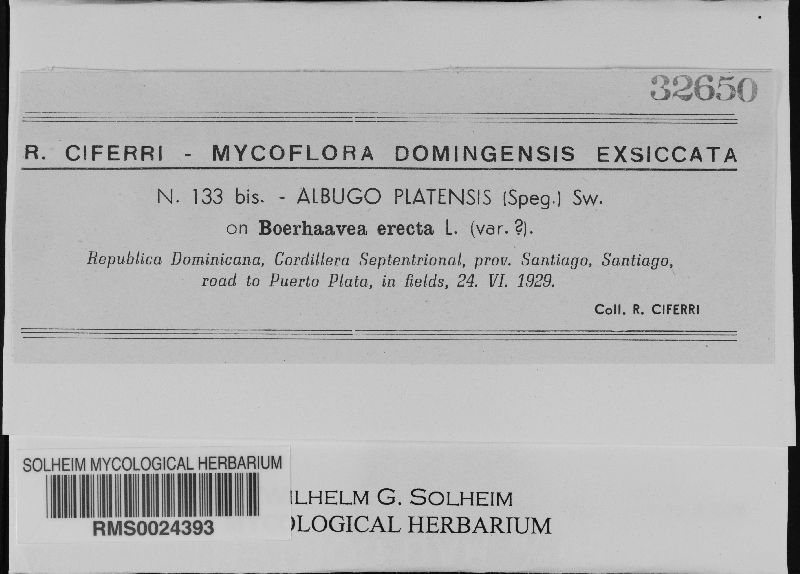 32650
R. CIFERRI - MYCOFLORA DOMINGENSIS EXSICCATA
N. 133 bis. - ALBUGO PLATENSIS (Speg.) Sw.
on Boerhaavea erecta L. (var. ?).
Republica Dominicana, Cordillera Septentrional, prov. Santiago, Santiago,
road to Puerto Plata, in fields, 24. VI. 1929.
Coll. R. CIFERRI
SOLHEIM MYCOLOGICAL HERBARIUM
RMS0024393
ILHELM G. SOLHEIM
OLOGICAL HERBARIUM